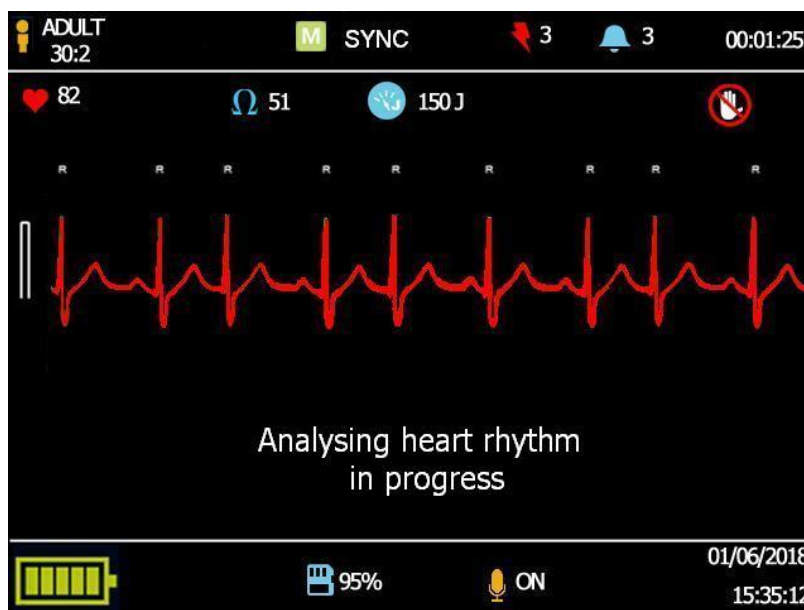 ADULT
30:2
M SYNC
3
3
00:01:25
82
Ω 51
150 J
R R R R R R R R R
Analysing heart rhythm
in progress
95%
ON
01/06/2018
15:35:12